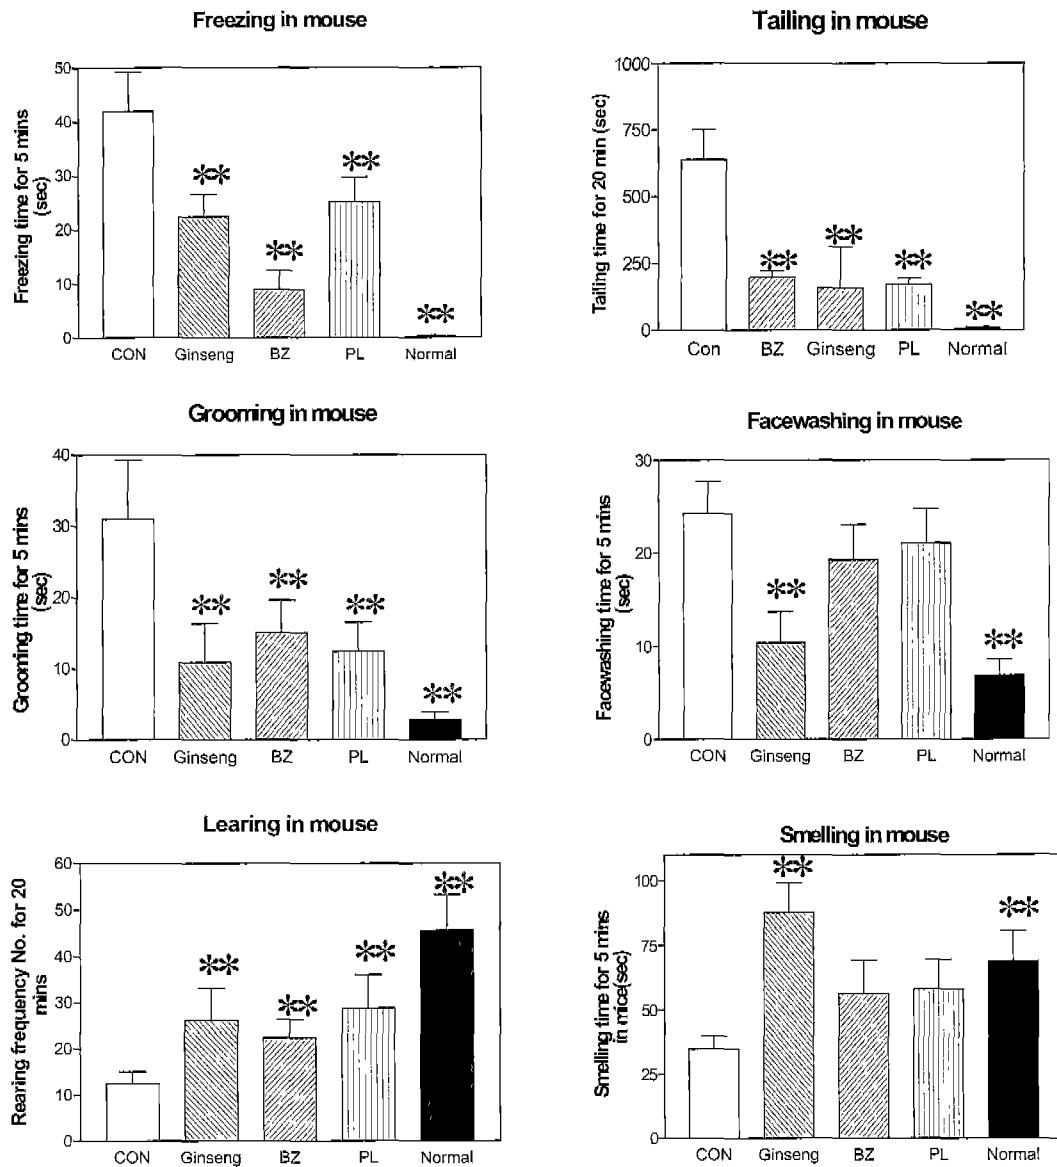 Freezing in mouse
Freezing time for 5 mins
(sec)
50
40
30
20
10
0
**
**
**
**
CON Ginseng BZ PL Normal
Tailing in mouse
Tailing time for 20 min (sec)
1000
750
500
250
0
**
**
**
**
Con BZ Ginseng PL Normal
Grooming in mouse
Grooming time for 5 mins
(sec)
40
30
20
10
0
**
**
**
**
CON Ginseng BZ PL Normal
Facewashing in mouse
Facewashing time for 5 mins
(sec)
30
20
10
0
**
**
CON Ginseng BZ PL Normal
Learing in mouse
Rearing frequency No. for 20
mins
60
50
40
30
20
10
0
**
**
**
**
CON Ginseng BZ PL Normal
Smelling in mouse
Smelling time for 5 mins
in mice(sec)
100
75
50
25
0
**
**
CON Ginseng BZ PL Normal